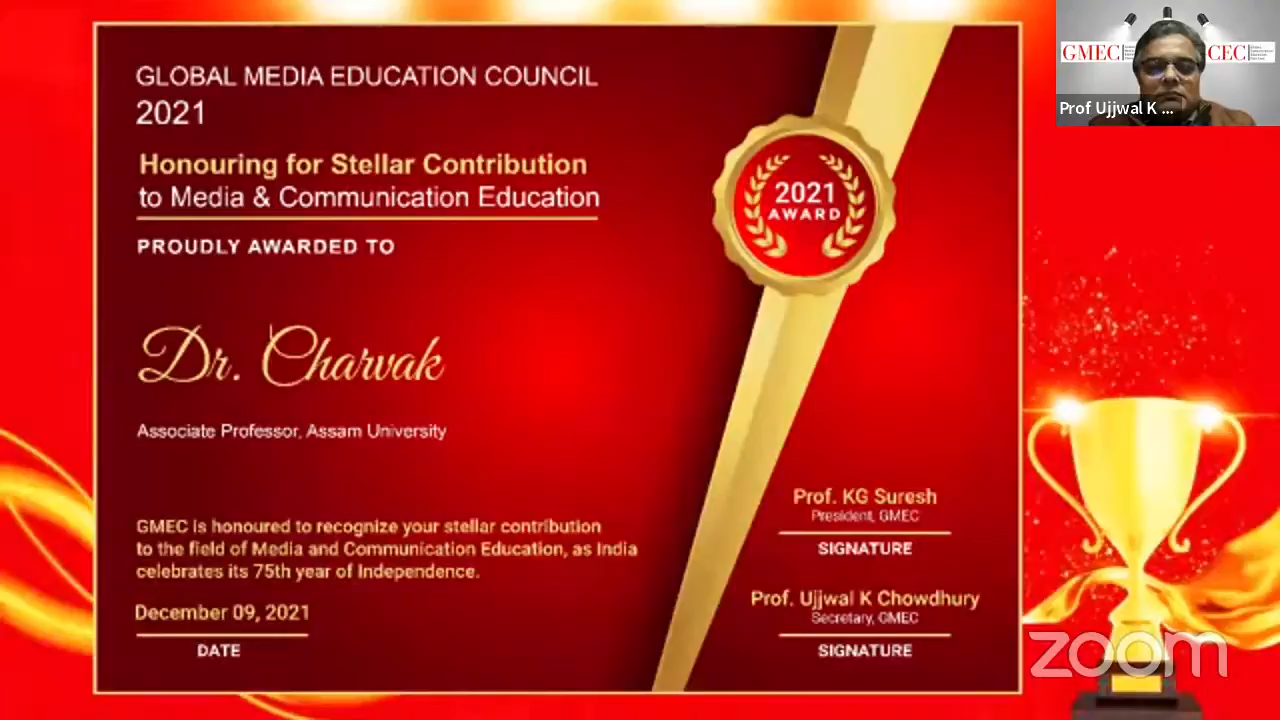 GLOBAL MEDIA EDUCATION COUNCIL
2021
Honouring for Stellar Contribution
to Media & Communication Education
PROUDLY AWARDED TO
Dr. Charvak
Associate Professor, Assam University
GMEC is honoured to recognize your stellar contribution
to the field of Media and Communication Education, as India
celebrates its 75th year of Independence.
December 09, 2021
DATE
2021
AWARD
Prof. KG Suresh
President, GMEC
SIGNATURE
Prof. Ujjwal K Chowdhury
Secretary, GMEC
SIGNATURE
GMEC
CEC
Prof Ujjwal K ...
zoom